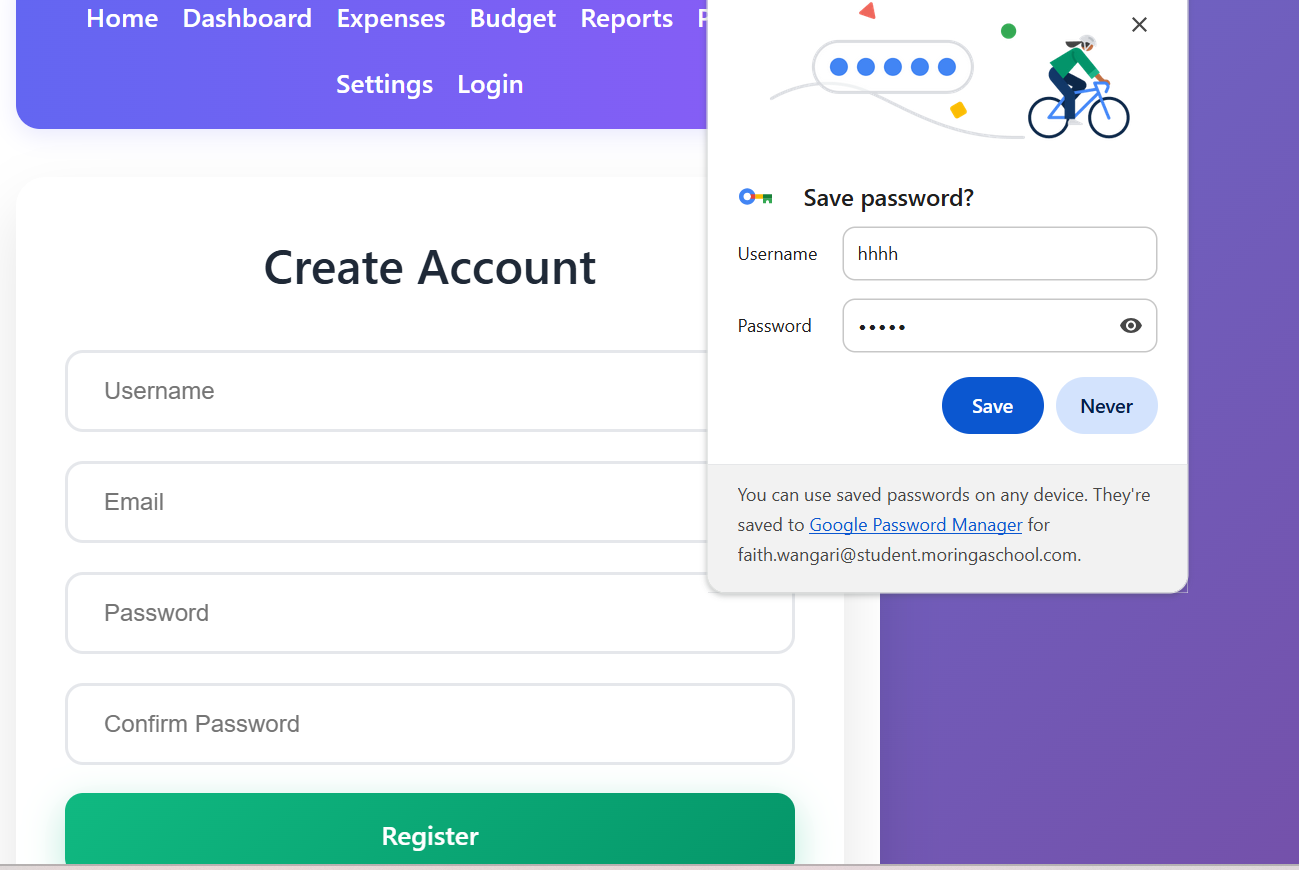 Home Dashboard Expenses Budget Reports
Settings Login
Create Account
Username
Email
Password
Confirm Password
Register
Save password?
Username hhhh
Password •••••
Save Never
You can use saved passwords on any device. They're
saved to Google Password Manager for
faith.wangari@student.moringaschool.com.